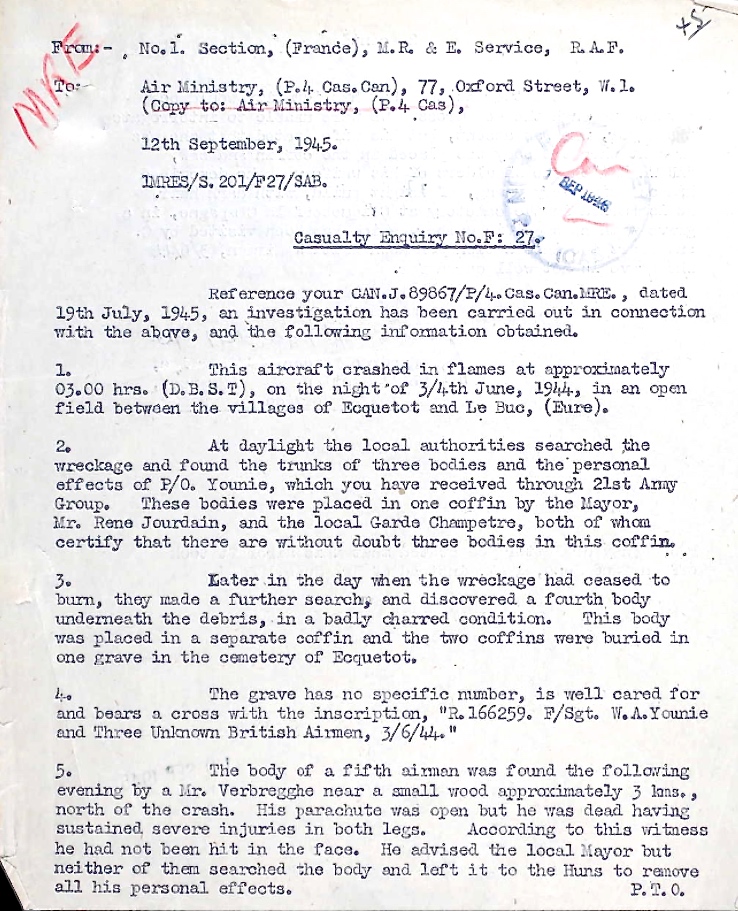 +5
MRE
From:- , No.1. Section, (France), M.R. & E. Service, R.A.F.
To:- Air Ministry, (P.4 Cas.Can), 77, Oxford Street, W.1.
(Copy to: Air Ministry, (P.4 Cas),
12th September, 1945.
1MRES/S.201/F27/SAB.
Can
SEP 1945
Casualty Enquiry No.F: 27.
Reference your CAN.J.89867/P/4.Cas.Can.MRE., dated
19th July, 1945, an investigation has been carried out in connection
with the above, and the following information obtained.
1. This aircraft crashed in flames at approximately
03.00 hrs. (D.B.S.T), on the night of 3/4th June, 1944, in an open
field between the villages of Ecquetot and Le Buc, (Eure).
2. At daylight the local authorities searched the
wreckage and found the trunks of three bodies and the personal
effects of P/O. Younie, which you have received through 21st Army
Group. These bodies were placed in one coffin by the Mayor,
Mr. Rene Jourdain, and the local Garde Champetre, both of whom
certify that there are without doubt three bodies in this coffin.
3. Later in the day when the wreckage had ceased to
burn, they made a further search, and discovered a fourth body
underneath the debris, in a badly charred condition. This body
was placed in a separate coffin and the two coffins were buried in
one grave in the cemetery of Ecquetot.
4. The grave has no specific number, is well cared for
and bears a cross with the inscription, "R.166259. F/Sgt. W.A.Younie
and Three Unknown British Airmen, 3/6/44."
5. The body of a fifth airman was found the following
evening by a Mr. Verbregghe near a small wood approximately 3 kms.,
north of the crash. His parachute was open but he was dead having
sustained severe injuries in both legs. According to this witness
he had not been hit in the face. He advised the local Mayor but
neither of them searched the body and left it to the Huns to remove
all his personal effects. P.T.O.